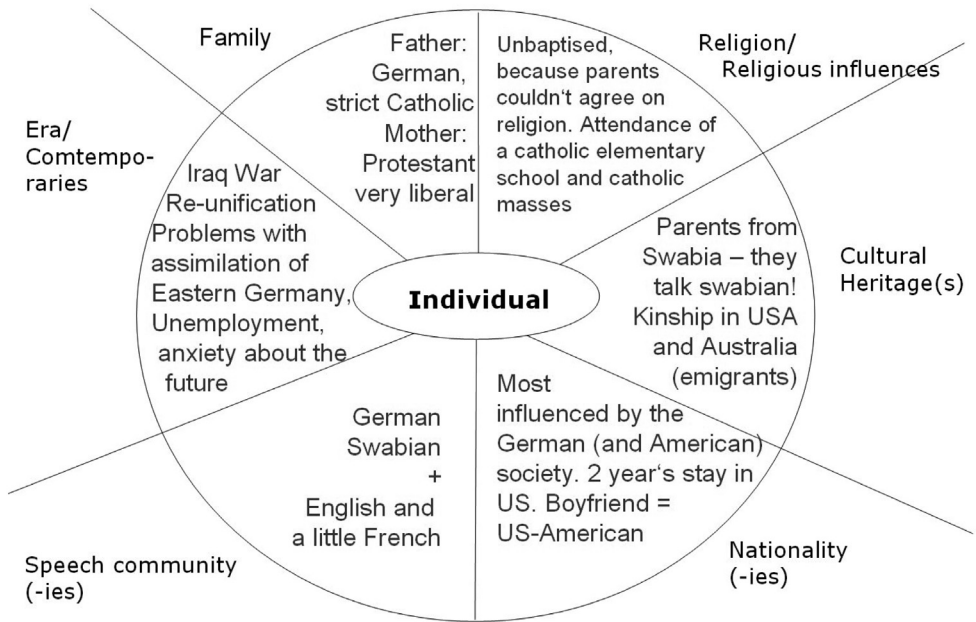 Family
Father:
German,
strict Catholic
Mother:
Protestant
very liberal
Unbaptised,
because parents
couldn't agree on
religion. Attendance of
a catholic elementary
school and catholic
masses
Religion/
Religious influences
Era/
Comtempo-
raries
Iraq War
Re-unification
Problems with
assimilation of
Eastern Germany,
Unemployment,
anxiety about the
future
Individual
Parents from
Swabia – they
talk swabian!
Kinship in USA
and Australia
(emigrants)
Cultural
Heritage(s)
German
Swabian
+
English and
a little French
Speech community
(-ies)
Most
influenced by the
German (and American)
society. 2 year's stay in
US. Boyfriend =
US-American
Nationality
(-ies)